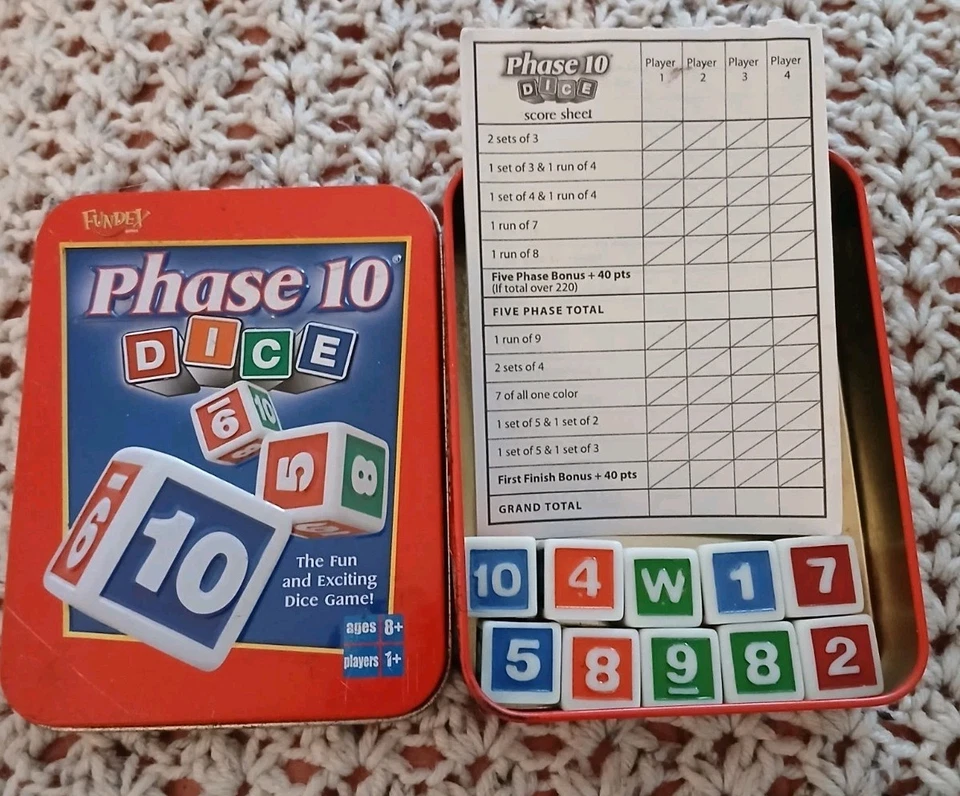 FUNDEX
Phase 10®
DICE
6 10
6 5 8
10
The Fun
and Exciting
Dice Game!
ages 8+
players 1+
Phase 10
DICE
score sheet
Player 1 Player 2 Player 3 Player 4
2 sets of 3
1 set of 3 & 1 run of 4
1 set of 4 & 1 run of 4
1 run of 7
1 run of 8
Five Phase Bonus + 40 pts
(If total over 220)
FIVE PHASE TOTAL
1 run of 9
2 sets of 4
7 of all one color
1 set of 5 & 1 set of 2
1 set of 5 & 1 set of 3
First Finish Bonus + 40 pts
GRAND TOTAL
10 4 W 1 7
5 8 9 8 2